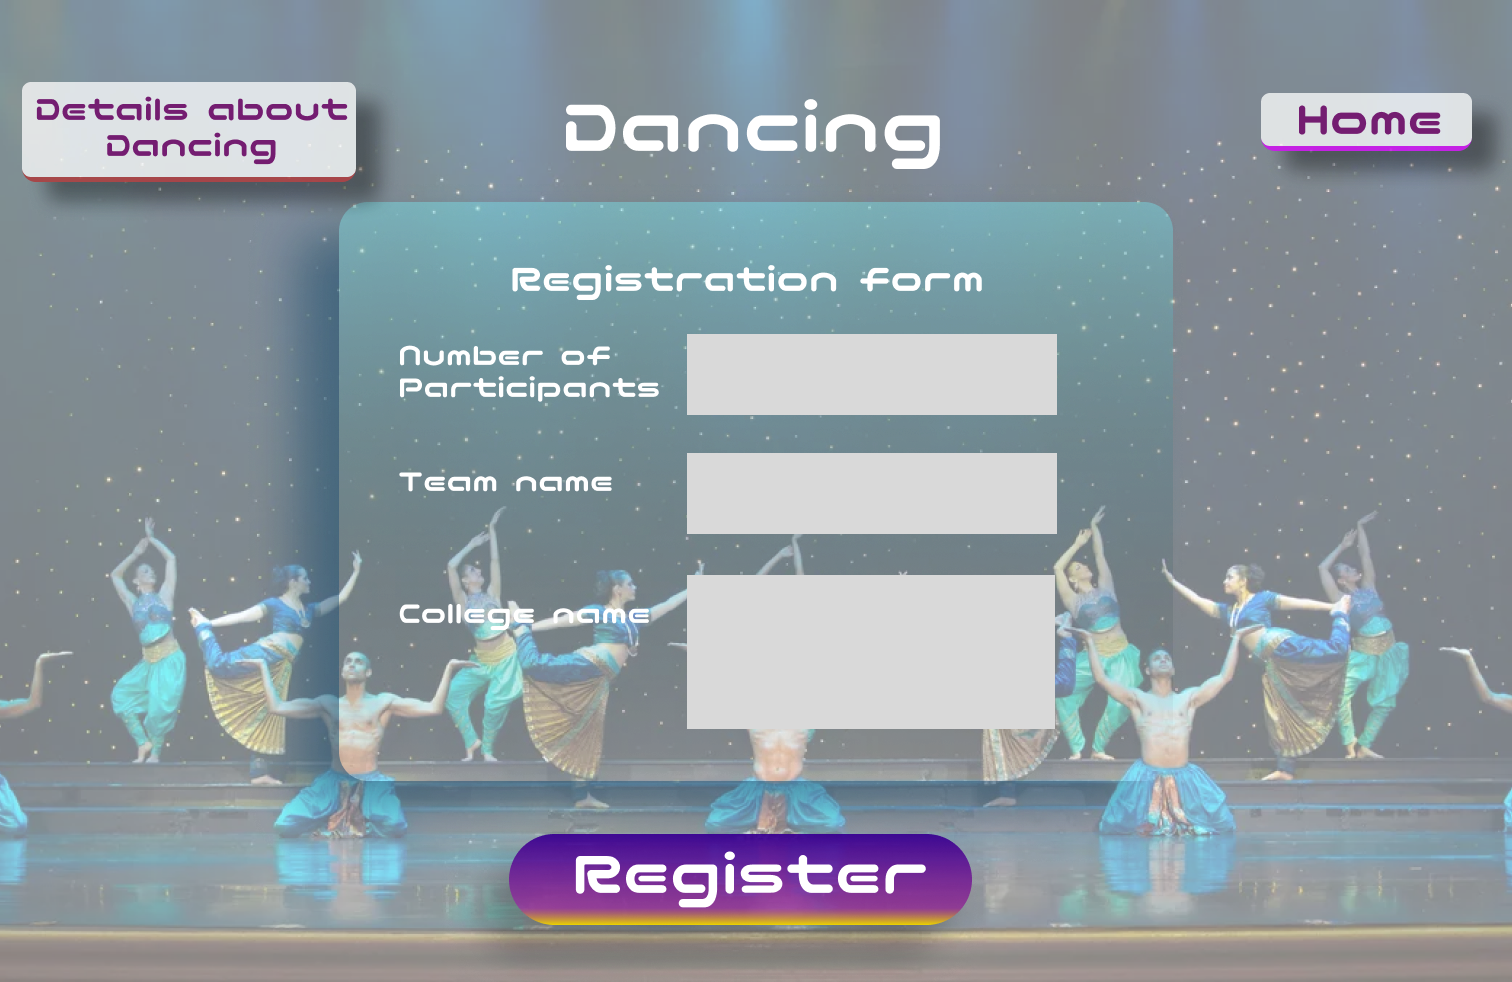 Details about
Dancing
Dancing
Home
Registration form
Number of
Participants
Team name
College name
Register